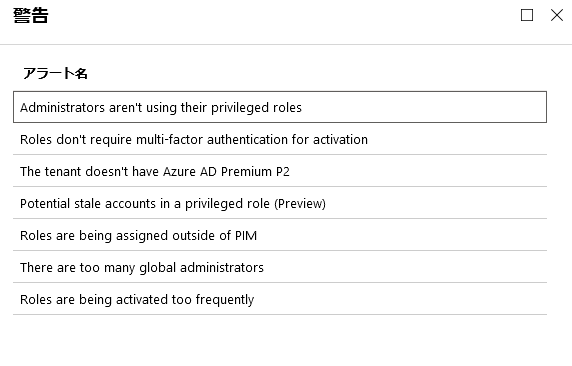 警告
アラート名
Administrators aren't using their privileged roles
Roles don't require multi-factor authentication for activation
The tenant doesn't have Azure AD Premium P2
Potential stale accounts in a privileged role (Preview)
Roles are being assigned outside of PIM
There are too many global administrators
Roles are being activated too frequently